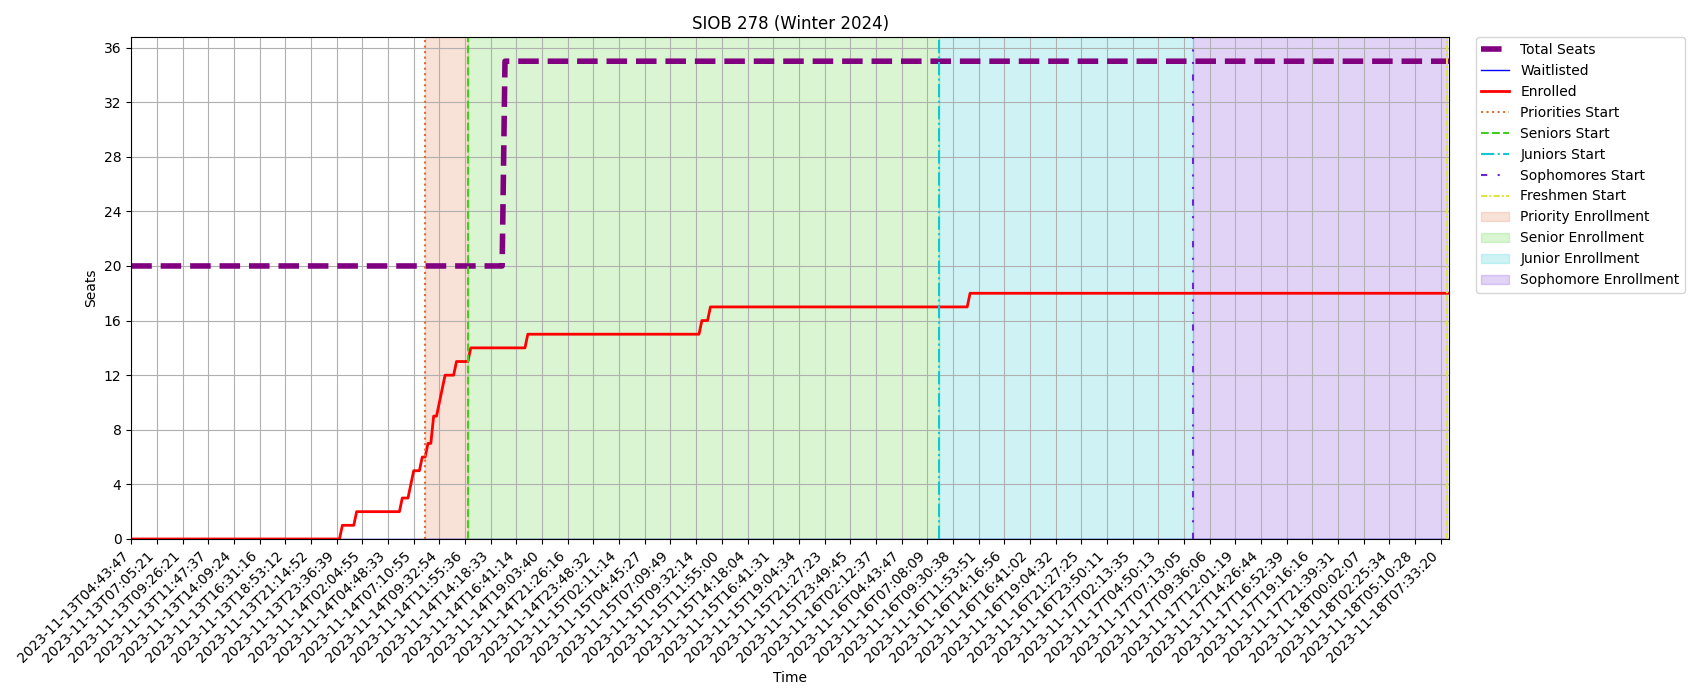 SIOB 278 (Winter 2024)
36
32
28
24
20
16
12
8
4
0
Seats
2023-11-13T04:43:47
2023-11-13T07:05:21
2023-11-13T09:26:21
2023-11-13T11:47:37
2023-11-13T14:09:24
2023-11-13T16:31:16
2023-11-13T18:53:12
2023-11-13T21:14:52
2023-11-13T23:36:39
2023-11-14T02:04:55
2023-11-14T04:48:33
2023-11-14T07:10:55
2023-11-14T09:32:54
2023-11-14T11:55:36
2023-11-14T14:18:33
2023-11-14T16:41:14
2023-11-14T19:03:40
2023-11-14T21:26:16
2023-11-14T23:48:32
2023-11-15T02:11:14
2023-11-15T04:45:27
2023-11-15T07:09:49
2023-11-15T09:32:14
2023-11-15T11:55:00
2023-11-15T14:18:04
2023-11-15T16:41:31
2023-11-15T19:04:34
2023-11-15T21:27:23
2023-11-15T23:49:45
2023-11-16T02:12:37
2023-11-16T04:43:47
2023-11-16T07:08:09
2023-11-16T09:30:38
2023-11-16T11:53:51
2023-11-16T14:16:56
2023-11-16T16:41:02
2023-11-16T19:04:32
2023-11-16T21:27:25
2023-11-16T23:50:11
2023-11-17T02:13:35
2023-11-17T04:50:13
2023-11-17T07:13:05
2023-11-17T09:36:06
2023-11-17T12:01:19
2023-11-17T14:26:44
2023-11-17T16:52:39
2023-11-17T19:16:16
2023-11-17T21:39:31
2023-11-18T00:02:07
2023-11-18T02:25:34
2023-11-18T05:10:28
2023-11-18T07:33:20
Time
Total Seats
Waitlisted
Enrolled
Priorities Start
Seniors Start
Juniors Start
Sophomores Start
Freshmen Start
Priority Enrollment
Senior Enrollment
Junior Enrollment
Sophomore Enrollment